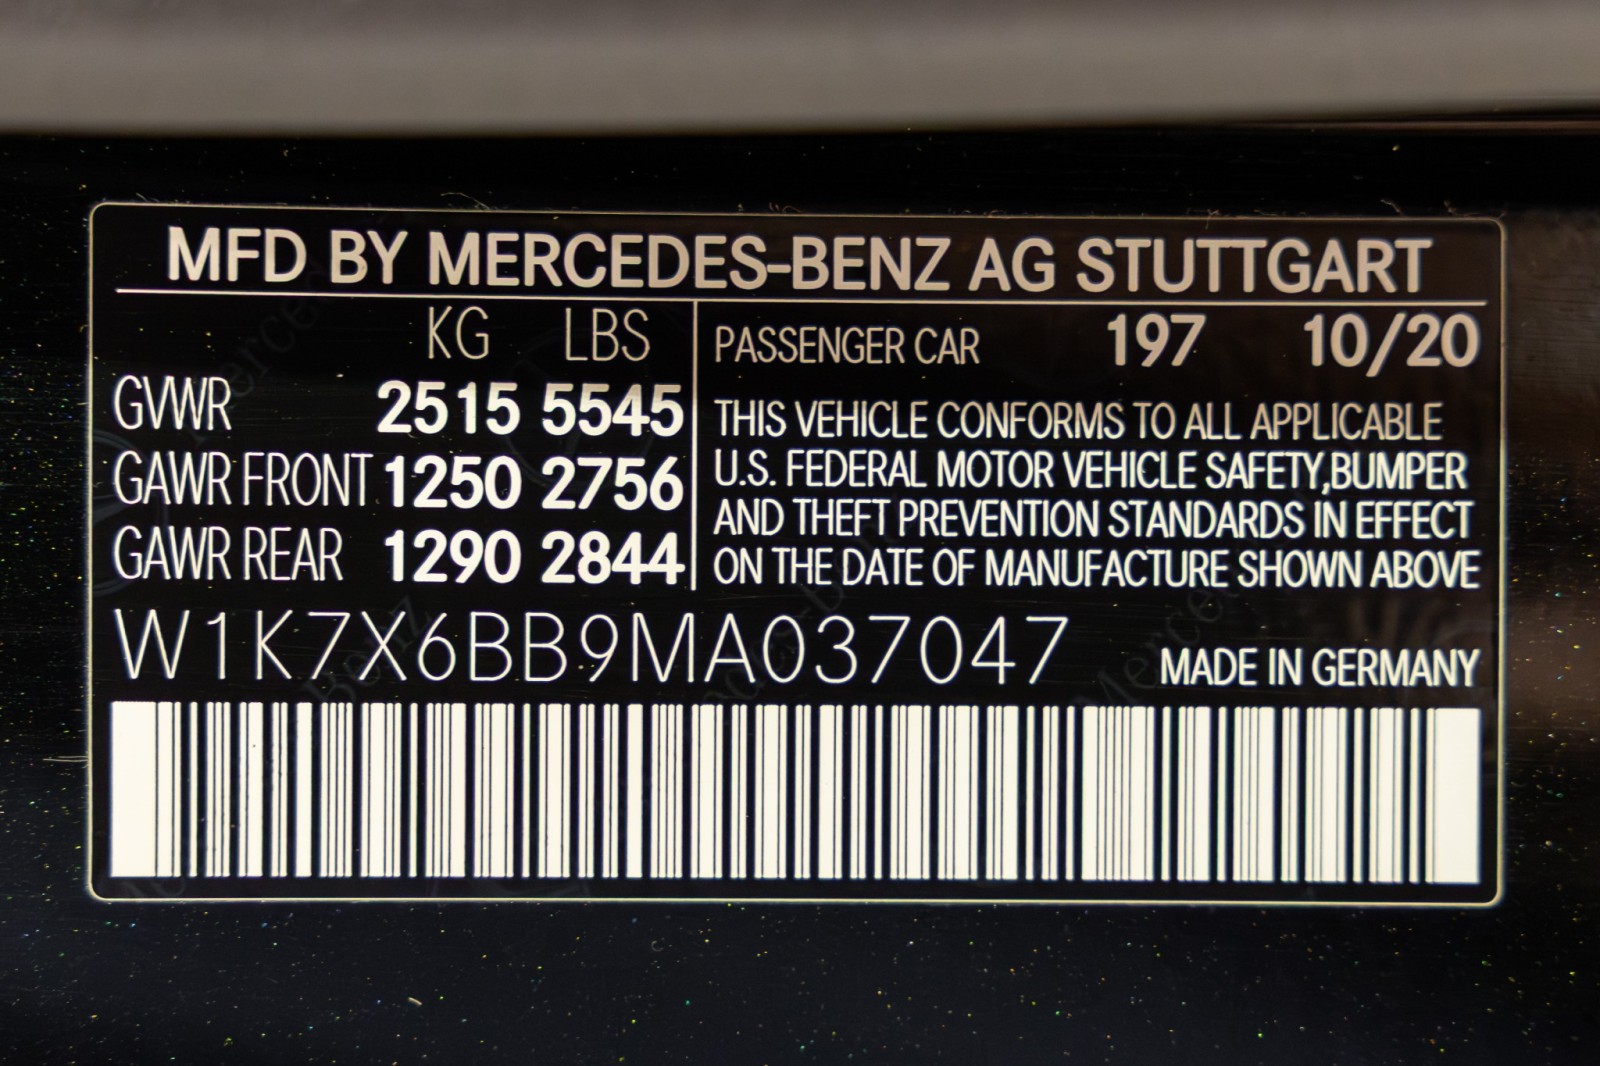 MFD BY MERCEDES-BENZ AG STUTTGART
KG LBS
GVWR 2515 5545
GAWR FRONT 1250 2756
GAWR REAR 1290 2844
PASSENGER CAR 197 10/20
THIS VEHICLE CONFORMS TO ALL APPLICABLE
U.S. FEDERAL MOTOR VEHICLE SAFETY,BUMPER
AND THEFT PREVENTION STANDARDS IN EFFECT
ON THE DATE OF MANUFACTURE SHOWN ABOVE
W1K7X6BB9MA037047
MADE IN GERMANY